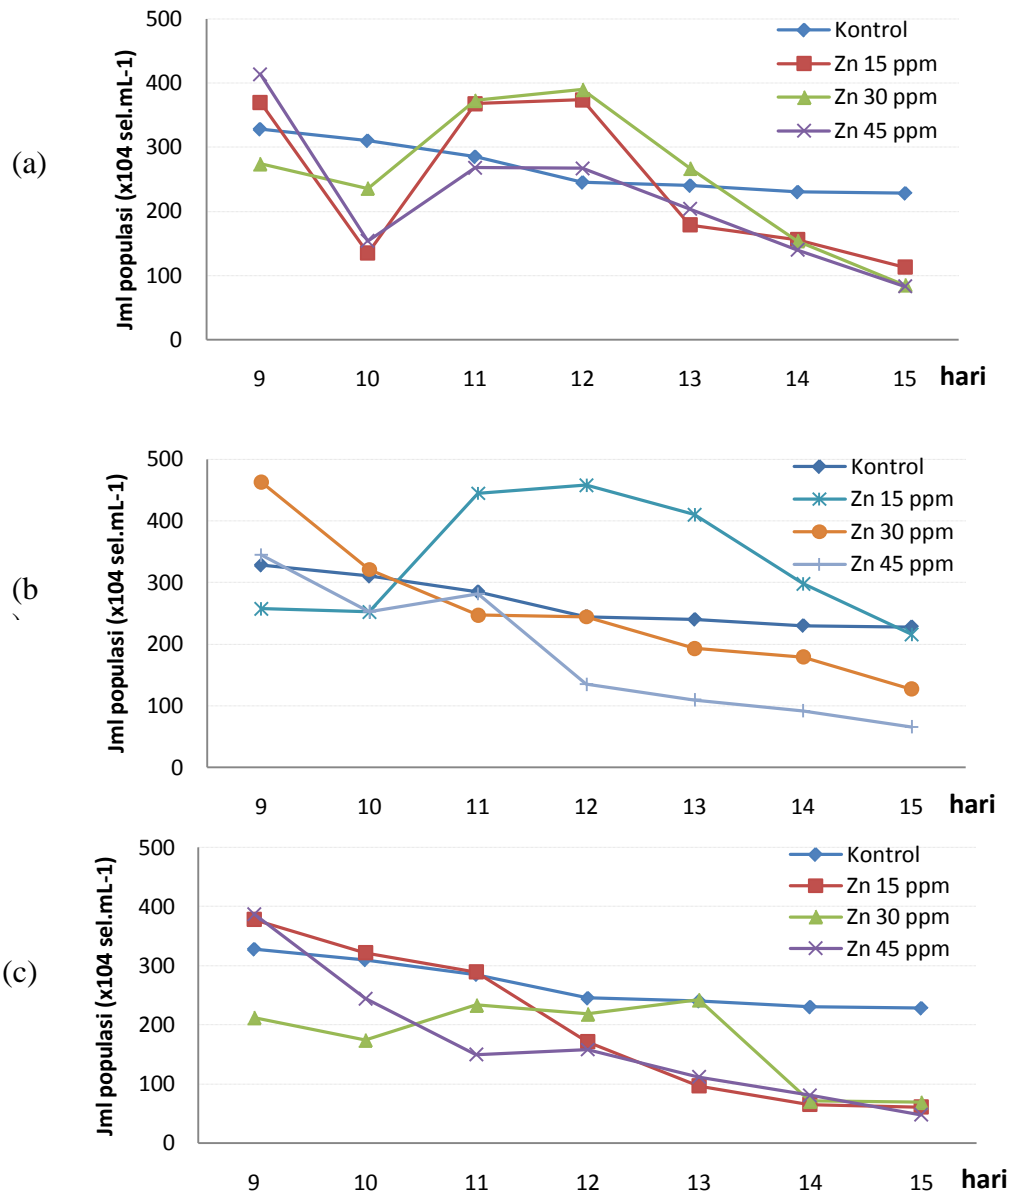 500
400
300
200
100
0
Jml populasi (x104 sel.mL-1)
Kontrol
Zn 15 ppm
Zn 30 ppm
Zn 45 ppm
(a)
9 10 11 12 13 14 15 hari
500
400
300
200
100
0
Jml populasi (x104 sel.mL-1)
Kontrol
Zn 15 ppm
Zn 30 ppm
Zn 45 ppm
(b
)
9 10 11 12 13 14 15 hari
500
400
300
200
100
0
Jml populasi (x104 sel.mL-1)
Kontrol
Zn 15 ppm
Zn 30 ppm
Zn 45 ppm
(c)
9 10 11 12 13 14 15 hari